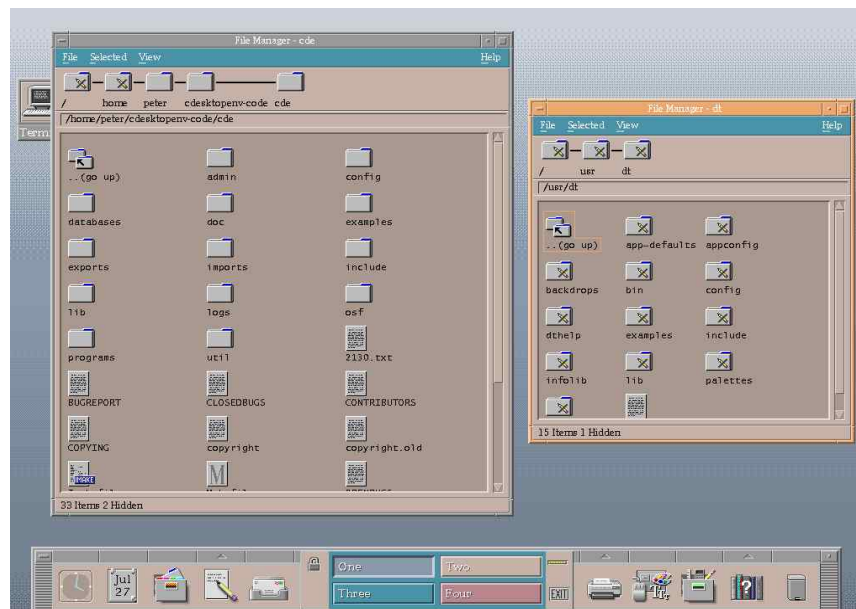 File Manager - cde
File Selected View Help
/ home peter cdesktopenv-code cde
/home/peter/cdesktopenv-code/cde
..(go up) admin config
databases doc examples
exports imports include
lib logs osf
programs util 2130.txt
BUGREPORT CLOSEDBUGS CONTRIBUTORS
COPYING copyright copyright.old
IMAKE M
33 Items 2 Hidden
Term
File Manager - dt
File Selected View Help
/ usr dt
/usr/dt
..(go up) app-defaults appconfig
backdrops bin config
dthelp examples include
infolib lib palettes
15 Items 1 Hidden
Jul
27
One Two
Three Four
EXIT
?